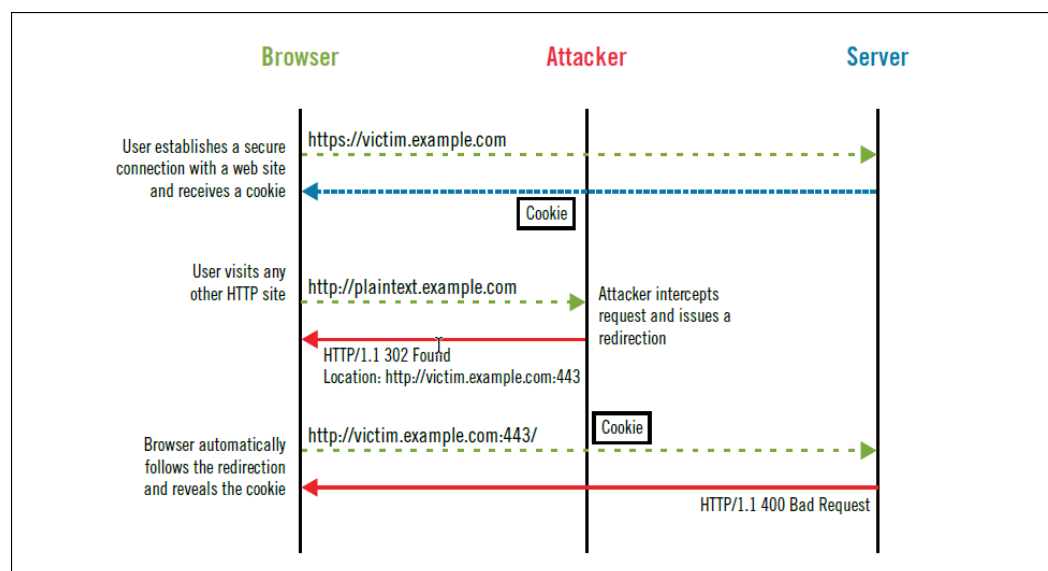 Browser
Attacker
Server
User establishes a secure
connection with a web site
and receives a cookie
https://victim.example.com
Cookie
User visits any
other HTTP site
http://plaintext.example.com
Attacker intercepts
request and issues a
redirection
HTTP/1.1 302 Found
Location: http://victim.example.com:443
Browser automatically
follows the redirection
and reveals the cookie
http://victim.example.com:443/
Cookie
HTTP/1.1 400 Bad Request